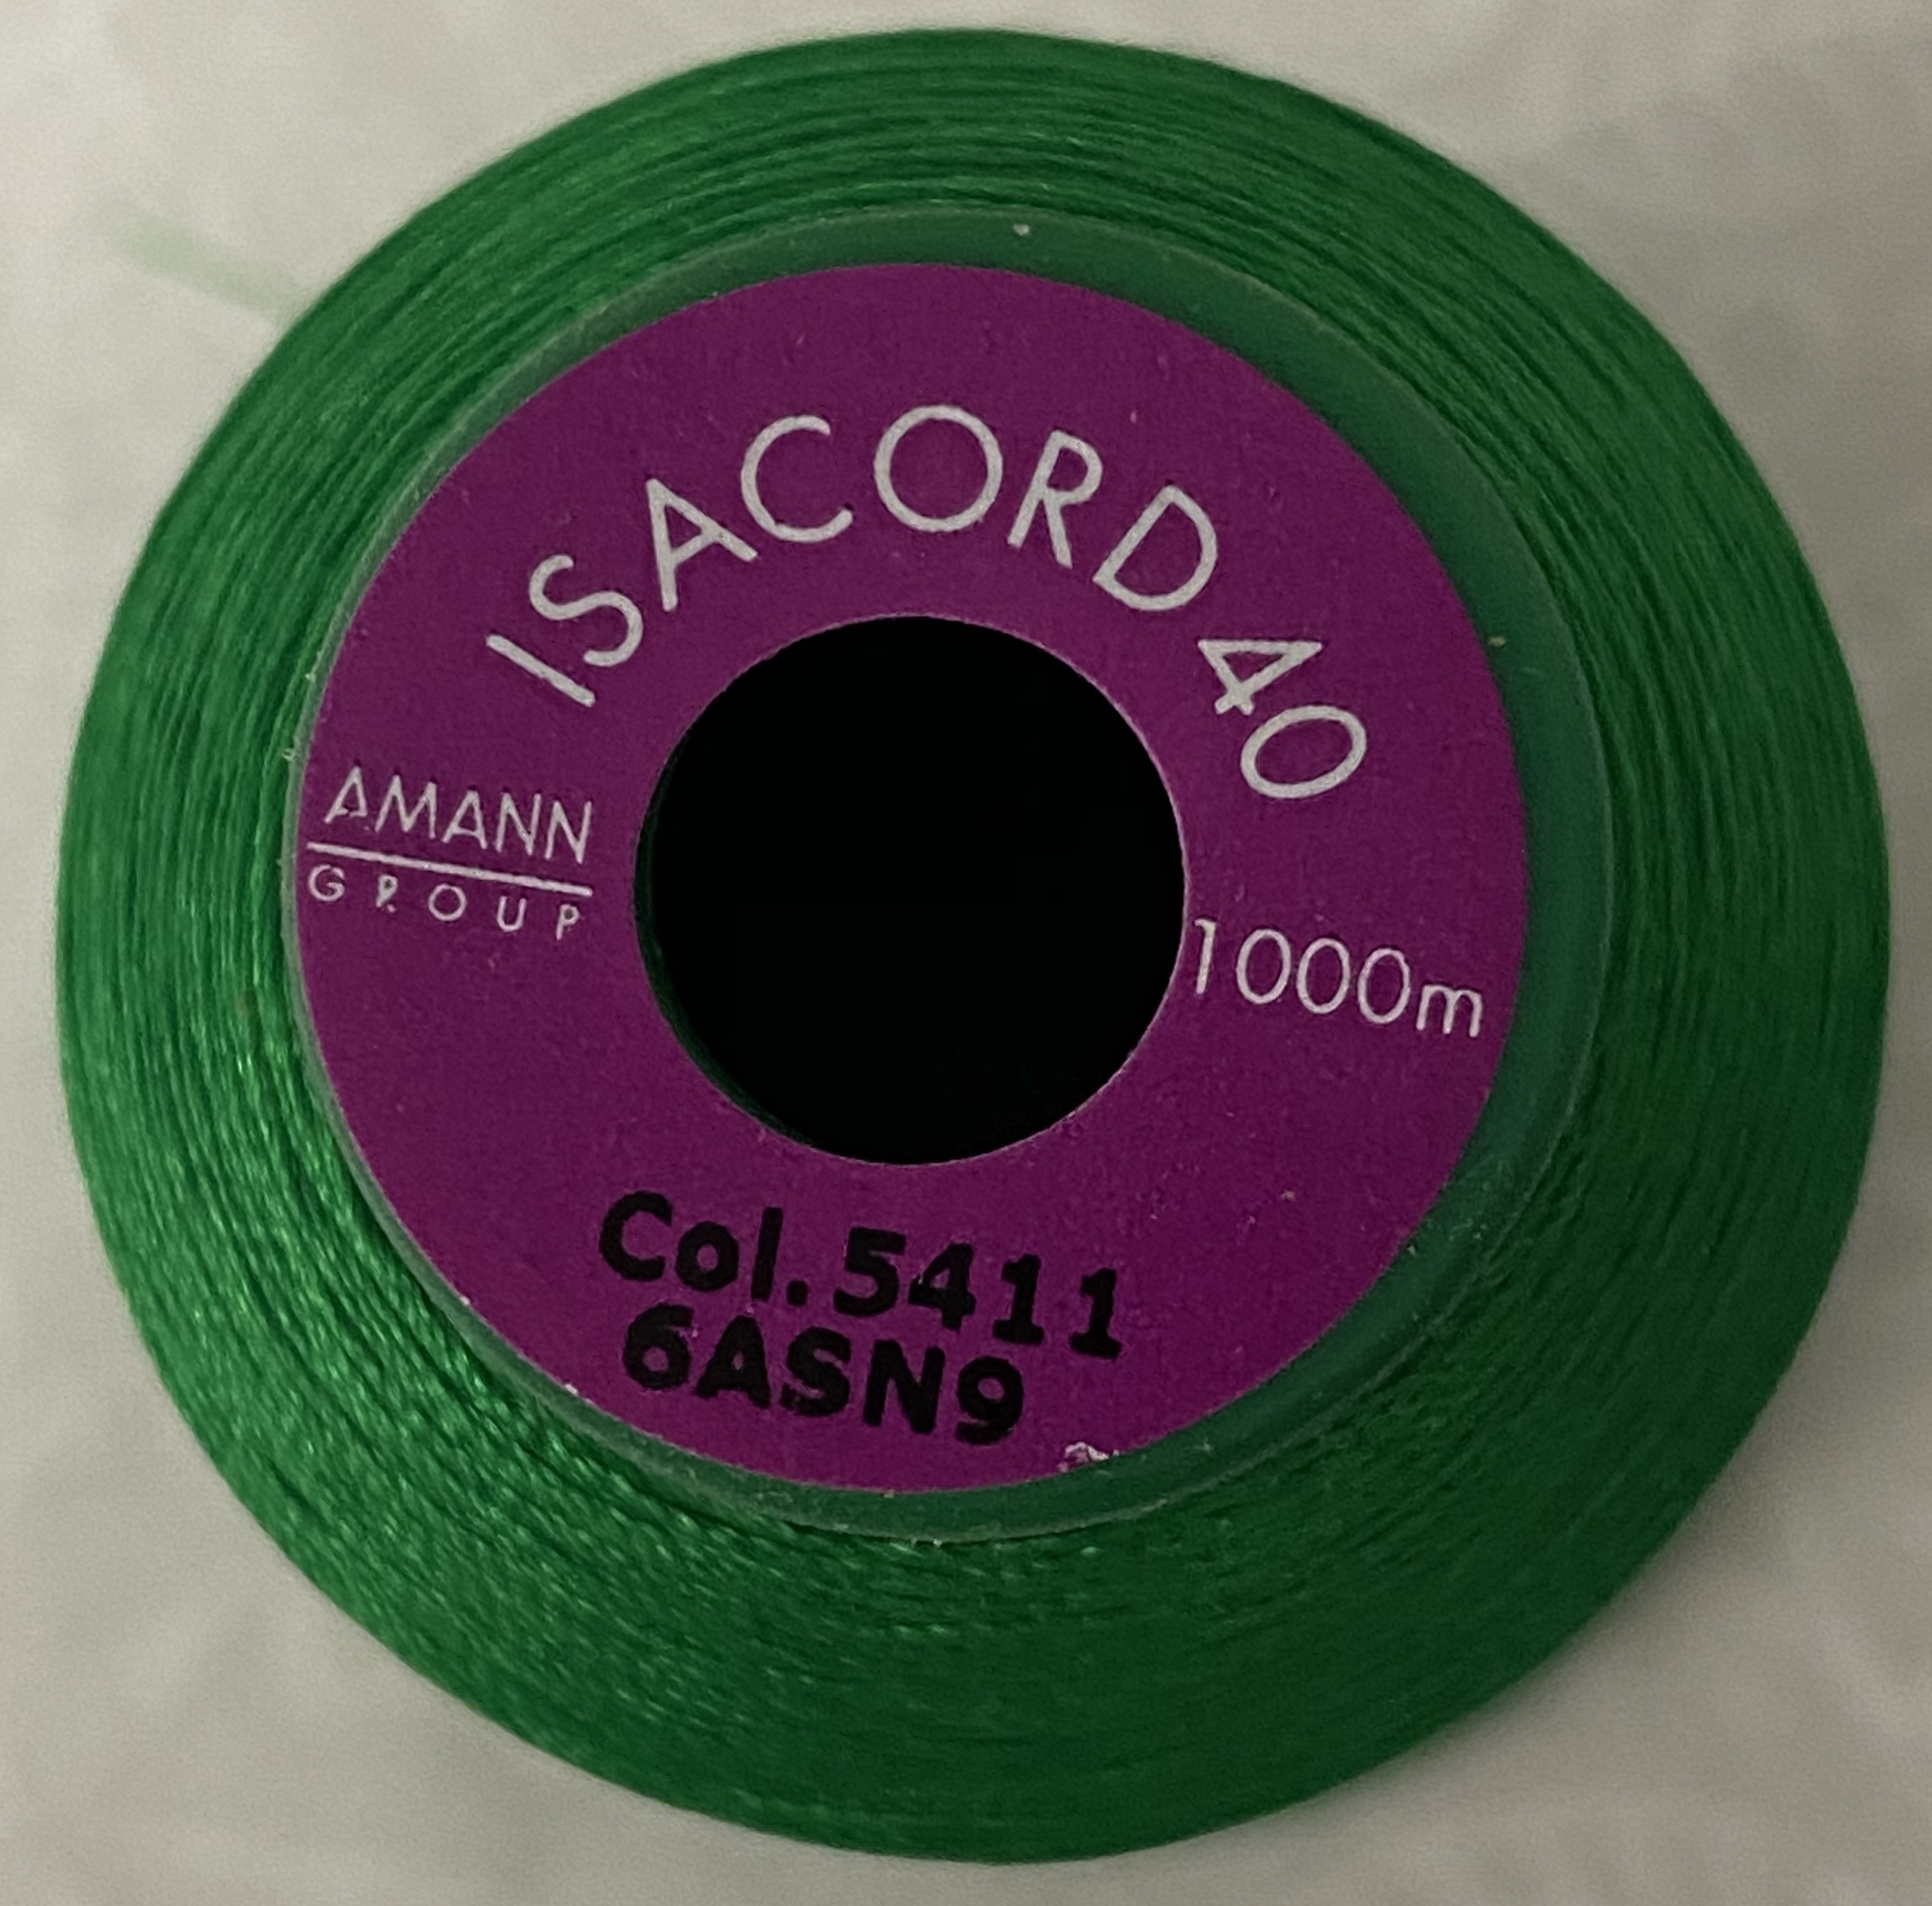 ISACORD 40
AMANN
GROUP
1000m
Col.5411
6ASN9